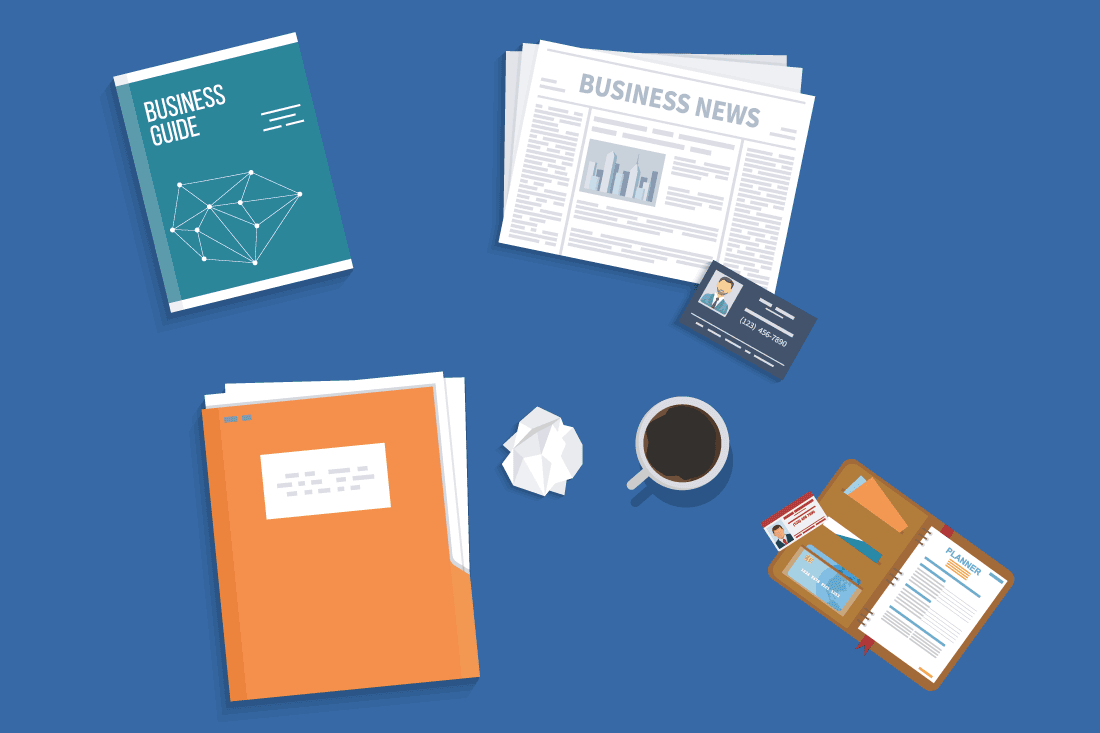 BUSINESS
GUIDE
BUSINESS NEWS
(123) 456-7890
PLANNER